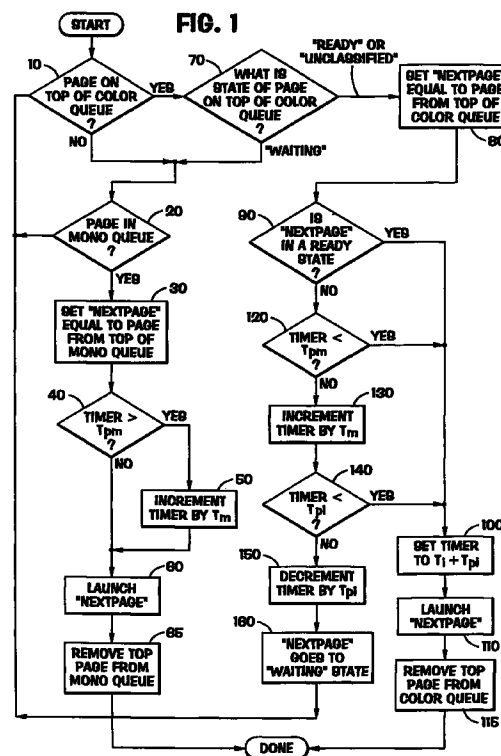 FIG. 1
START
10
PAGE ON
TOP OF COLOR
QUEUE
?
YES
NO
70
WHAT IS
STATE OF PAGE
ON TOP OF COLOR
QUEUE
?
"READY" OR
"UNCLASSIFIED"
"WAITING"
SET "NEXTPAGE"
EQUAL TO PAGE
FROM TOP OF
COLOR QUEUE
80
20
PAGE IN
MONO QUEUE
?
YES
30
SET "NEXTPAGE"
EQUAL TO PAGE
FROM TOP OF
MONO QUEUE
40
TIMER >
Tpm
?
YES
NO
50
INCREMENT
TIMER BY Tm
60
LAUNCH
"NEXTPAGE"
65
REMOVE TOP
PAGE FROM
MONO QUEUE
90
IS
"NEXTPAGE"
IN A READY
STATE
?
YES
NO
120
TIMER <
Tpm
?
YES
NO
130
INCREMENT
TIMER BY Tm
140
TIMER <
Tpi
?
YES
NO
150
DECREMENT
TIMER BY Tpi
160
"NEXTPAGE"
GOES TO
"WAITING" STATE
100
SET TIMER
TO Ti + Tpi
LAUNCH
"NEXTPAGE"
110
REMOVE TOP
PAGE FROM
COLOR QUEUE
115
DONE